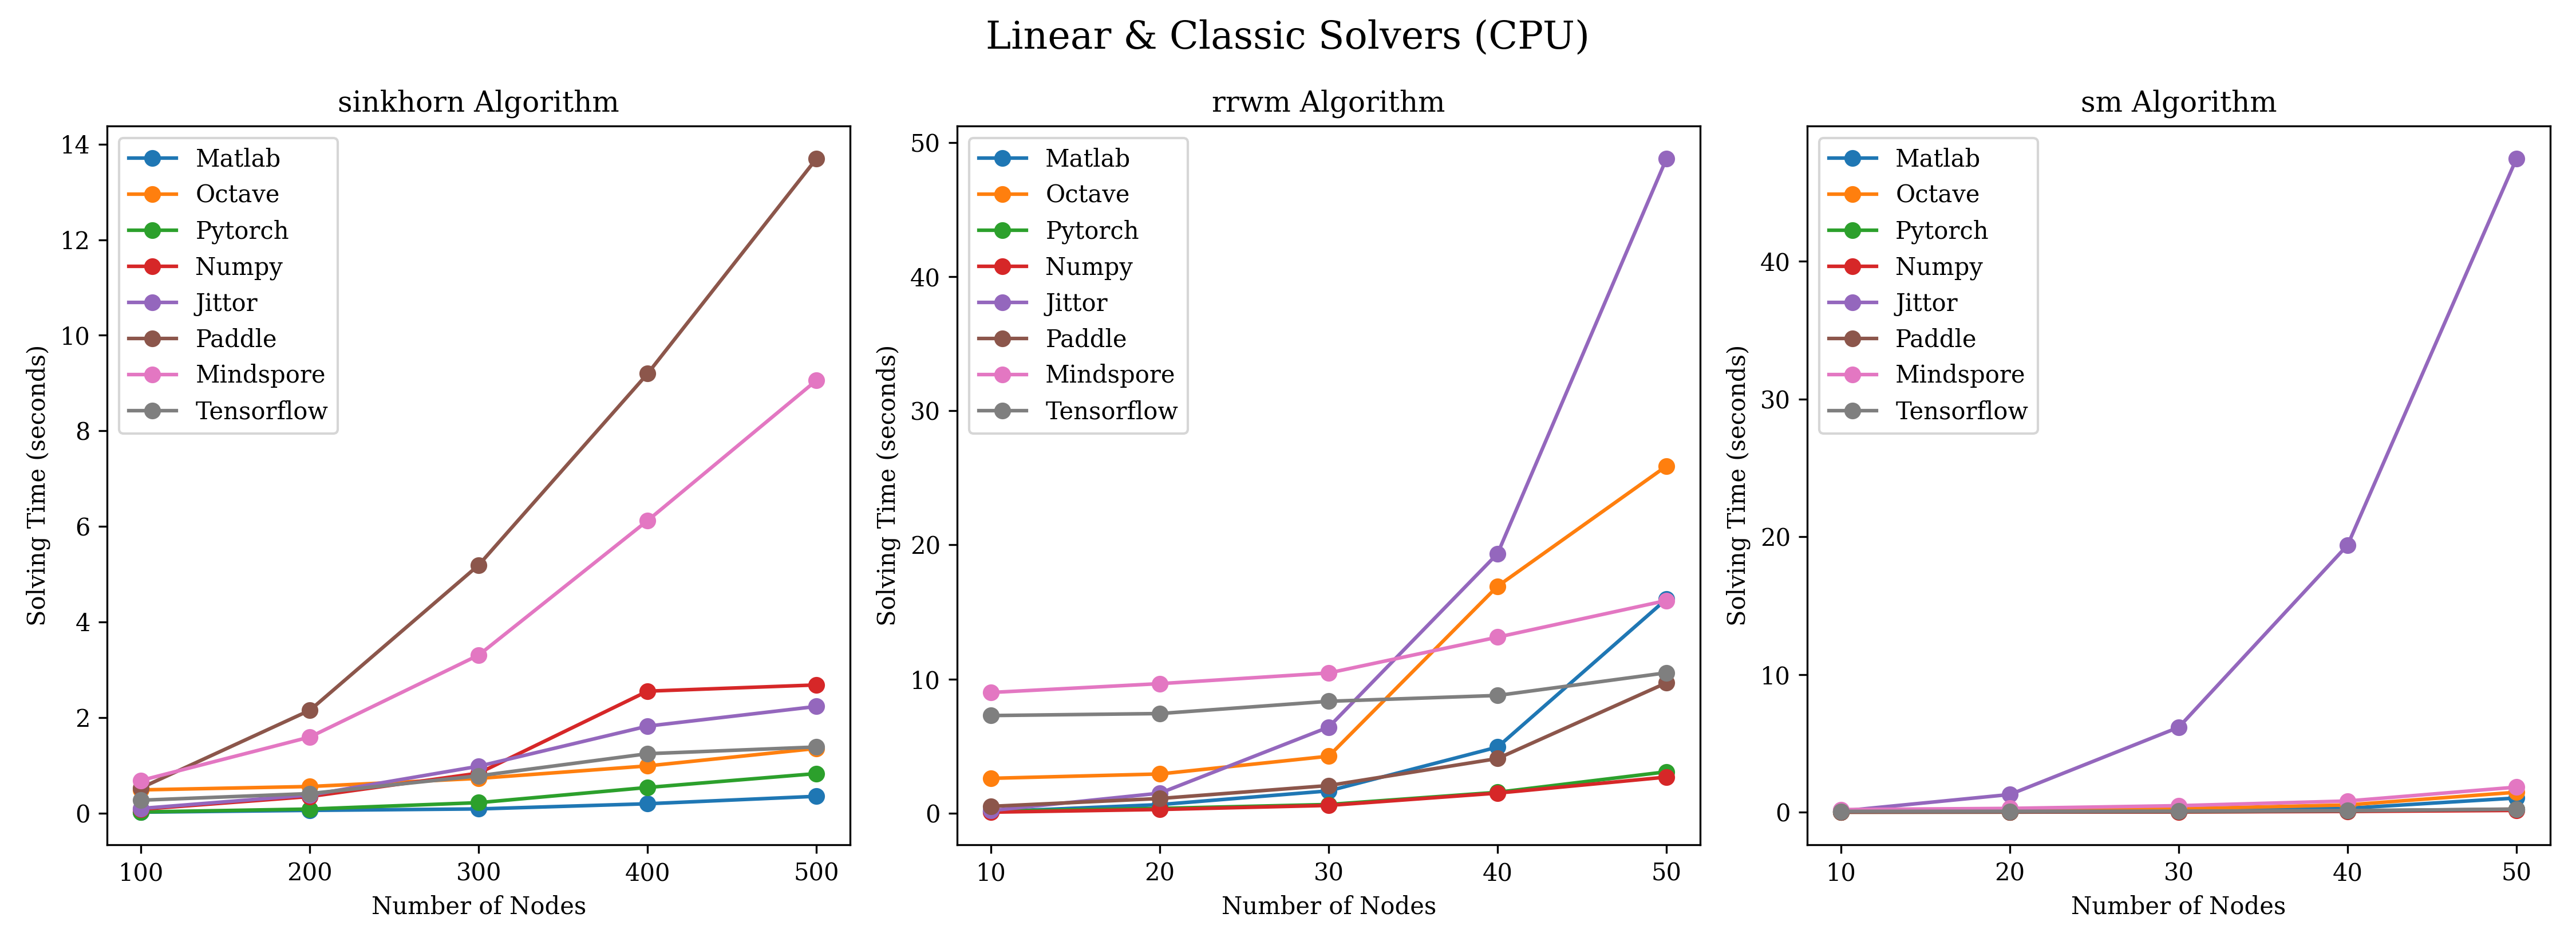 Linear & Classic Solvers (CPU)
sinkhorn Algorithm
Solving Time (seconds)
14
12
10
8
6
4
2
0
Matlab
Octave
Pytorch
Numpy
Jittor
Paddle
Mindspore
Tensorflow
100 200 300 400 500
Number of Nodes
rrwm Algorithm
Solving Time (seconds)
50
40
30
20
10
0
Matlab
Octave
Pytorch
Numpy
Jittor
Paddle
Mindspore
Tensorflow
10 20 30 40 50
Number of Nodes
sm Algorithm
Solving Time (seconds)
40
30
20
10
0
Matlab
Octave
Pytorch
Numpy
Jittor
Paddle
Mindspore
Tensorflow
10 20 30 40 50
Number of Nodes